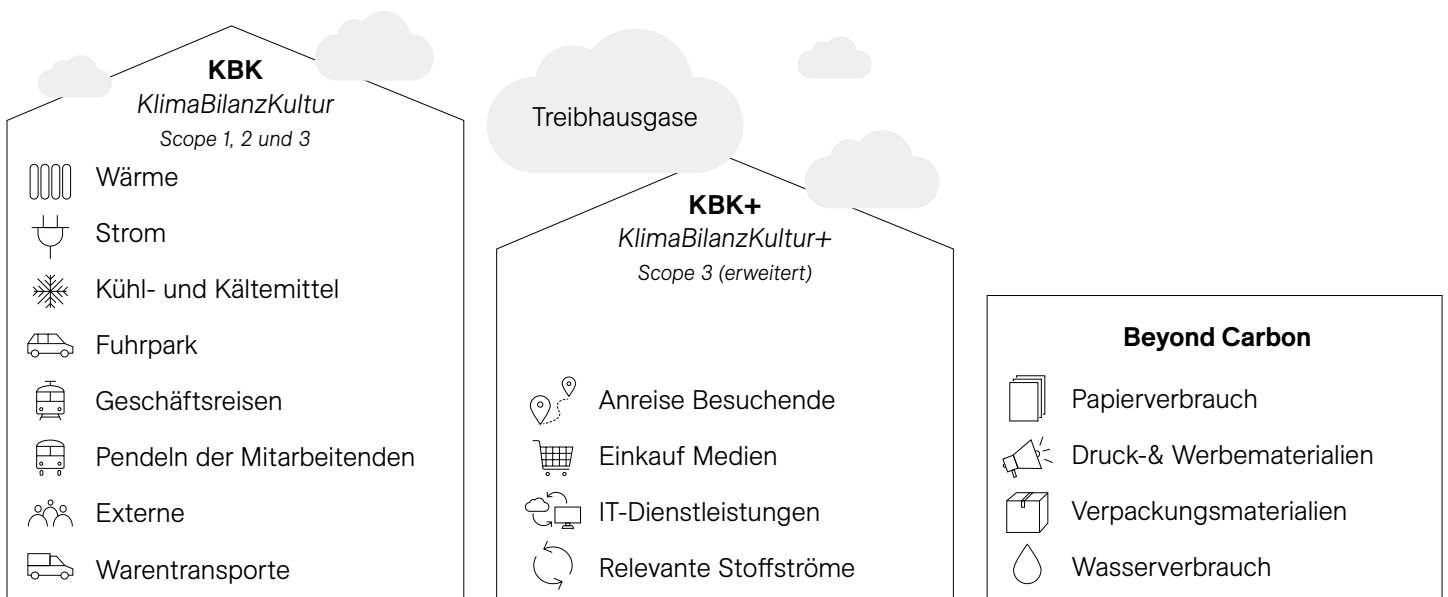 KBK
KlimaBilanzKultur
Scope 1, 2 und 3
Wärme
Strom
Kühl- und Kältemittel
Fuhrpark
Geschäftsreisen
Pendeln der Mitarbeitenden
Externe
Warentransporte
Treibhausgase
KBK+
KlimaBilanzKultur+
Scope 3 (erweitert)
Anreise Besuchende
Einkauf Medien
IT-Dienstleistungen
Relevante Stoffströme
Beyond Carbon
Papierverbrauch
Druck-& Werbematerialien
Verpackungsmaterialien
Wasserverbrauch